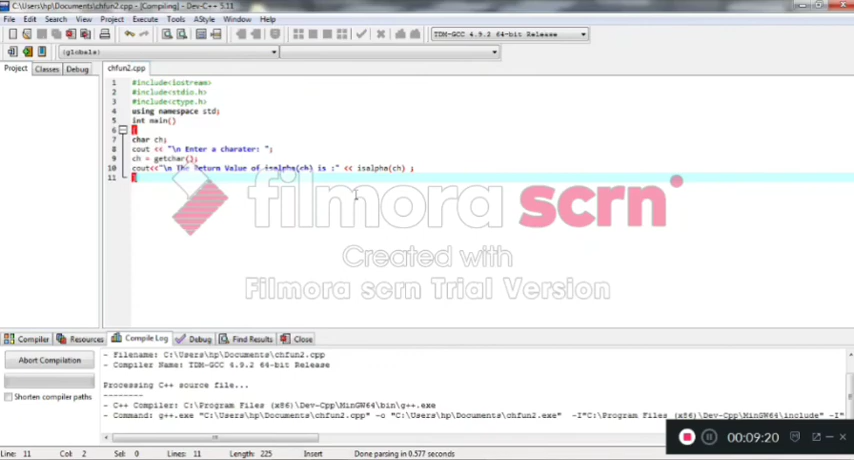 C:\Users\hp\Documents\chfun2.cpp - [Compiling] - Dev-C++ 5.11
File Edit Search View Project Execute Tools AStyle Window Help
TDM-GCC 4.9.2 64-bit Release
(globals)
Project Classes Debug
chfun2.cpp
1 #include<iostream>
2 #include<stdio.h>
3 #include<ctype.h>
4 using namespace std;
5 int main()
6 {
7 char ch;
8 cout << "\n Enter a charater: ";
9 ch = getchar();
10 cout<<"\n The Return Value of isalpha(ch) is :" << isalpha(ch) ;
11 }
filmora scrn
Created with
Filmora scrn Trial Version
Compiler Resources Compile Log Debug Find Results Close
Abort Compilation
Shorten compiler paths
- Filename: C:\Users\hp\Documents\chfun2.cpp
- Compiler Name: TDM-GCC 4.9.2 64-bit Release
Processing C++ source file...
--------
- C++ Compiler: C:\Program Files (x86)\Dev-Cpp\MinGW64\bin\g++.exe
- Command: g++.exe "C:\Users\hp\Documents\chfun2.cpp" -o "C:\Users\hp\Documents\chfun2.exe" -I"C:\Program Files (x86)\Dev-Cpp\MinGW64\include" -I"
00:09:20
Line: 11 Col: 2 Sel: 0 Lines: 11 Length: 225 Insert Done parsing in 0.577 seconds